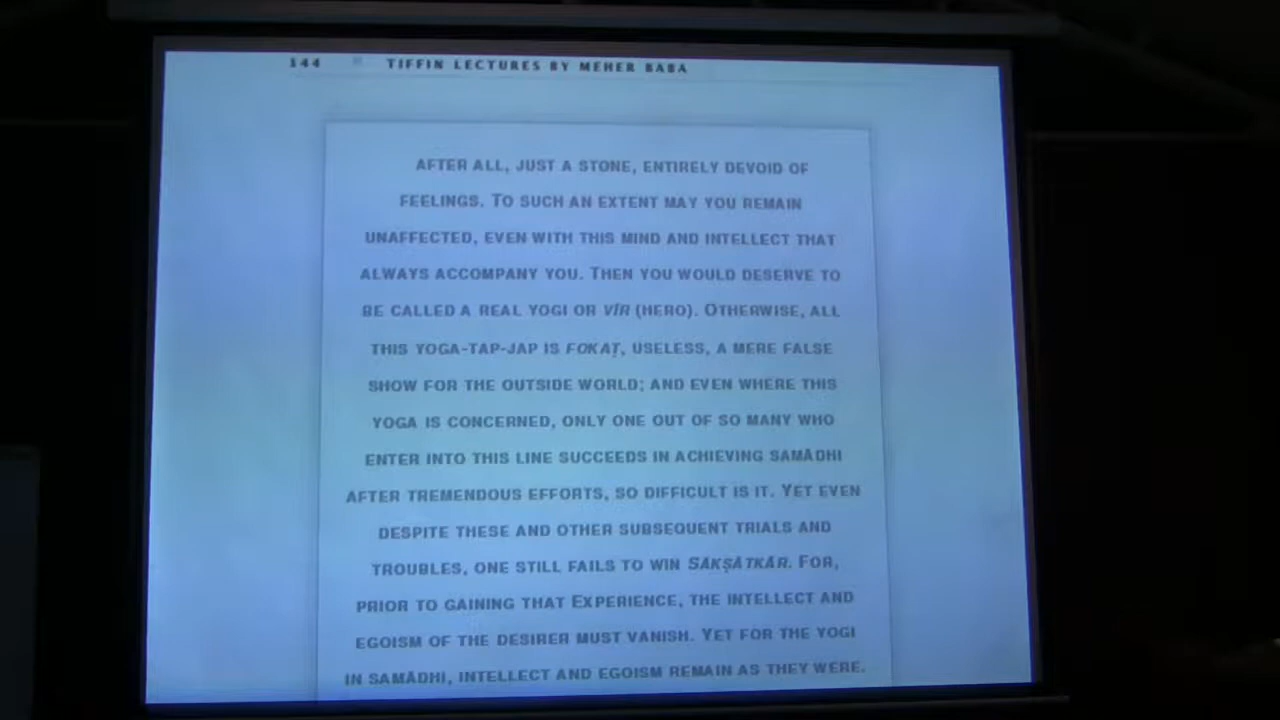 144 TIFFIN LECTURES BY MEHER BABA
AFTER ALL, JUST A STONE, ENTIRELY DEVOID OF
FEELINGS. TO SUCH AN EXTENT MAY YOU REMAIN
UNAFFECTED, EVEN WITH THIS MIND AND INTELLECT THAT
ALWAYS ACCOMPANY YOU. THEN YOU WOULD DESERVE TO
BE CALLED A REAL YOGI OR VĪR (HERO). OTHERWISE, ALL
THIS YOGA-TAP-JAP IS FOKAṬ, USELESS, A MERE FALSE
SHOW FOR THE OUTSIDE WORLD; AND EVEN WHERE THIS
YOGA IS CONCERNED, ONLY ONE OUT OF SO MANY WHO
ENTER INTO THIS LINE SUCCEEDS IN ACHIEVING SAMĀDHI
AFTER TREMENDOUS EFFORTS, SO DIFFICULT IS IT. YET EVEN
DESPITE THESE AND OTHER SUBSEQUENT TRIALS AND
TROUBLES, ONE STILL FAILS TO WIN SĀKṢĀTKĀR. FOR,
PRIOR TO GAINING THAT EXPERIENCE, THE INTELLECT AND
EGOISM OF THE DESIRER MUST VANISH. YET FOR THE YOGI
IN SAMĀDHI, INTELLECT AND EGOISM REMAIN AS THEY WERE.